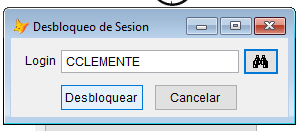 Desbloqueo de Sesion
Login CCLEMENTE
Desbloquear Cancelar